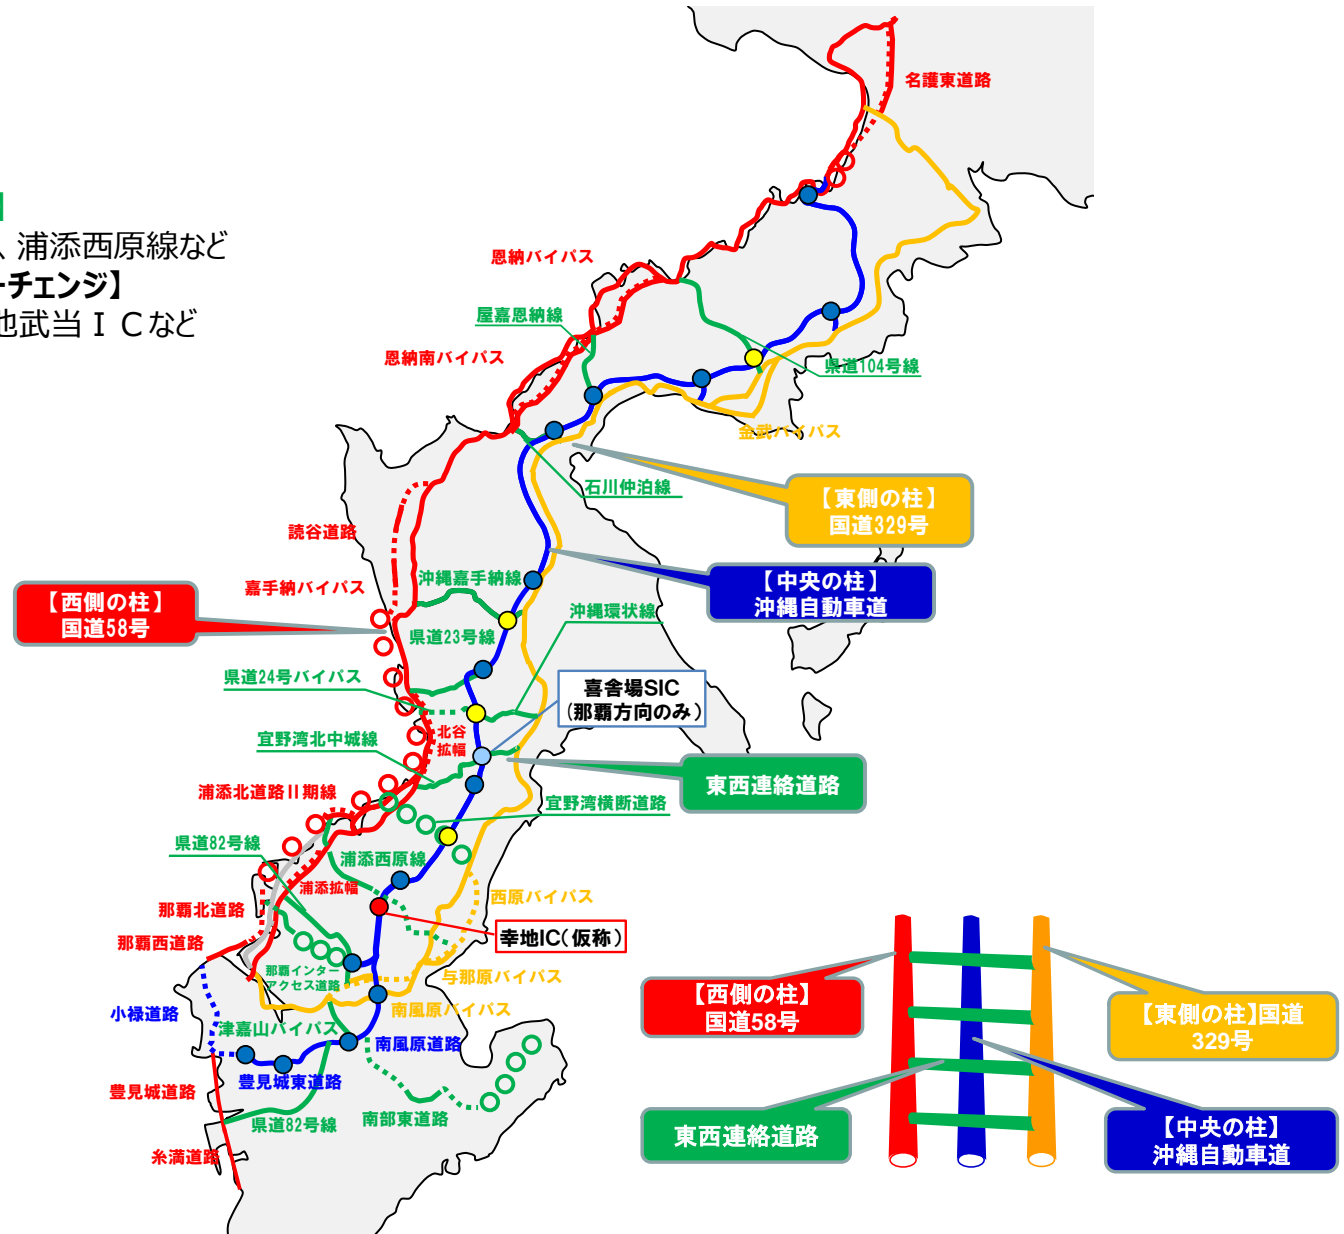 、浦添西原線など
ーチェンジ】
也武当ＩＣなど
名護東道路
恩納バイパス
屋嘉恩納線
恩納南バイパス
県道104号線
金武バイパス
石川仲泊線
【東側の柱】
国道329号
読谷道路
嘉手納バイパス
沖縄嘉手納線
【中央の柱】
沖縄自動車道
【西側の柱】
国道58号
県道23号線
沖縄環状線
県道24号バイパス
喜舎場SIC
(那覇方向のみ)
北谷
拡幅
宜野湾北中城線
東西連絡道路
浦添北道路Ⅱ期線
宜野湾横断道路
県道82号線
浦添西原線
浦添拡幅
西原バイパス
那覇北道路
幸地IC(仮称)
那覇西道路
那覇インター
アクセス道路
与那原バイパス
小禄道路
南風原バイパス
津嘉山バイパス
南風原道路
豊見城東道路
豊見城道路
県道82号線
南部東道路
糸満道路
【西側の柱】
国道58号
【東側の柱】国道
329号
東西連絡道路
【中央の柱】
沖縄自動車道